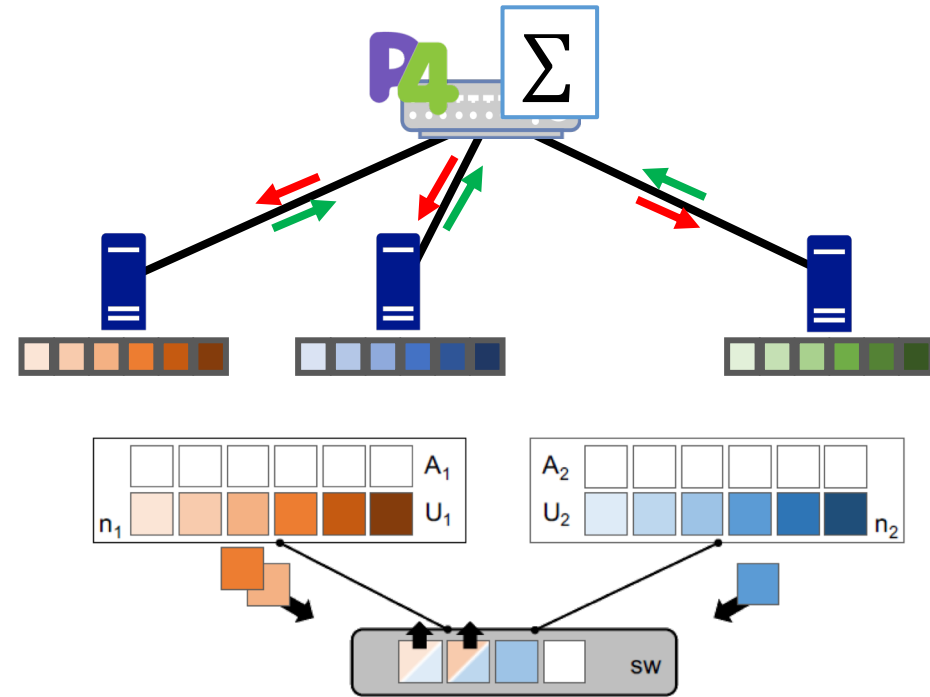 P4
∑
A₁
U₁
n₁
A₂
U₂
n₂
sw